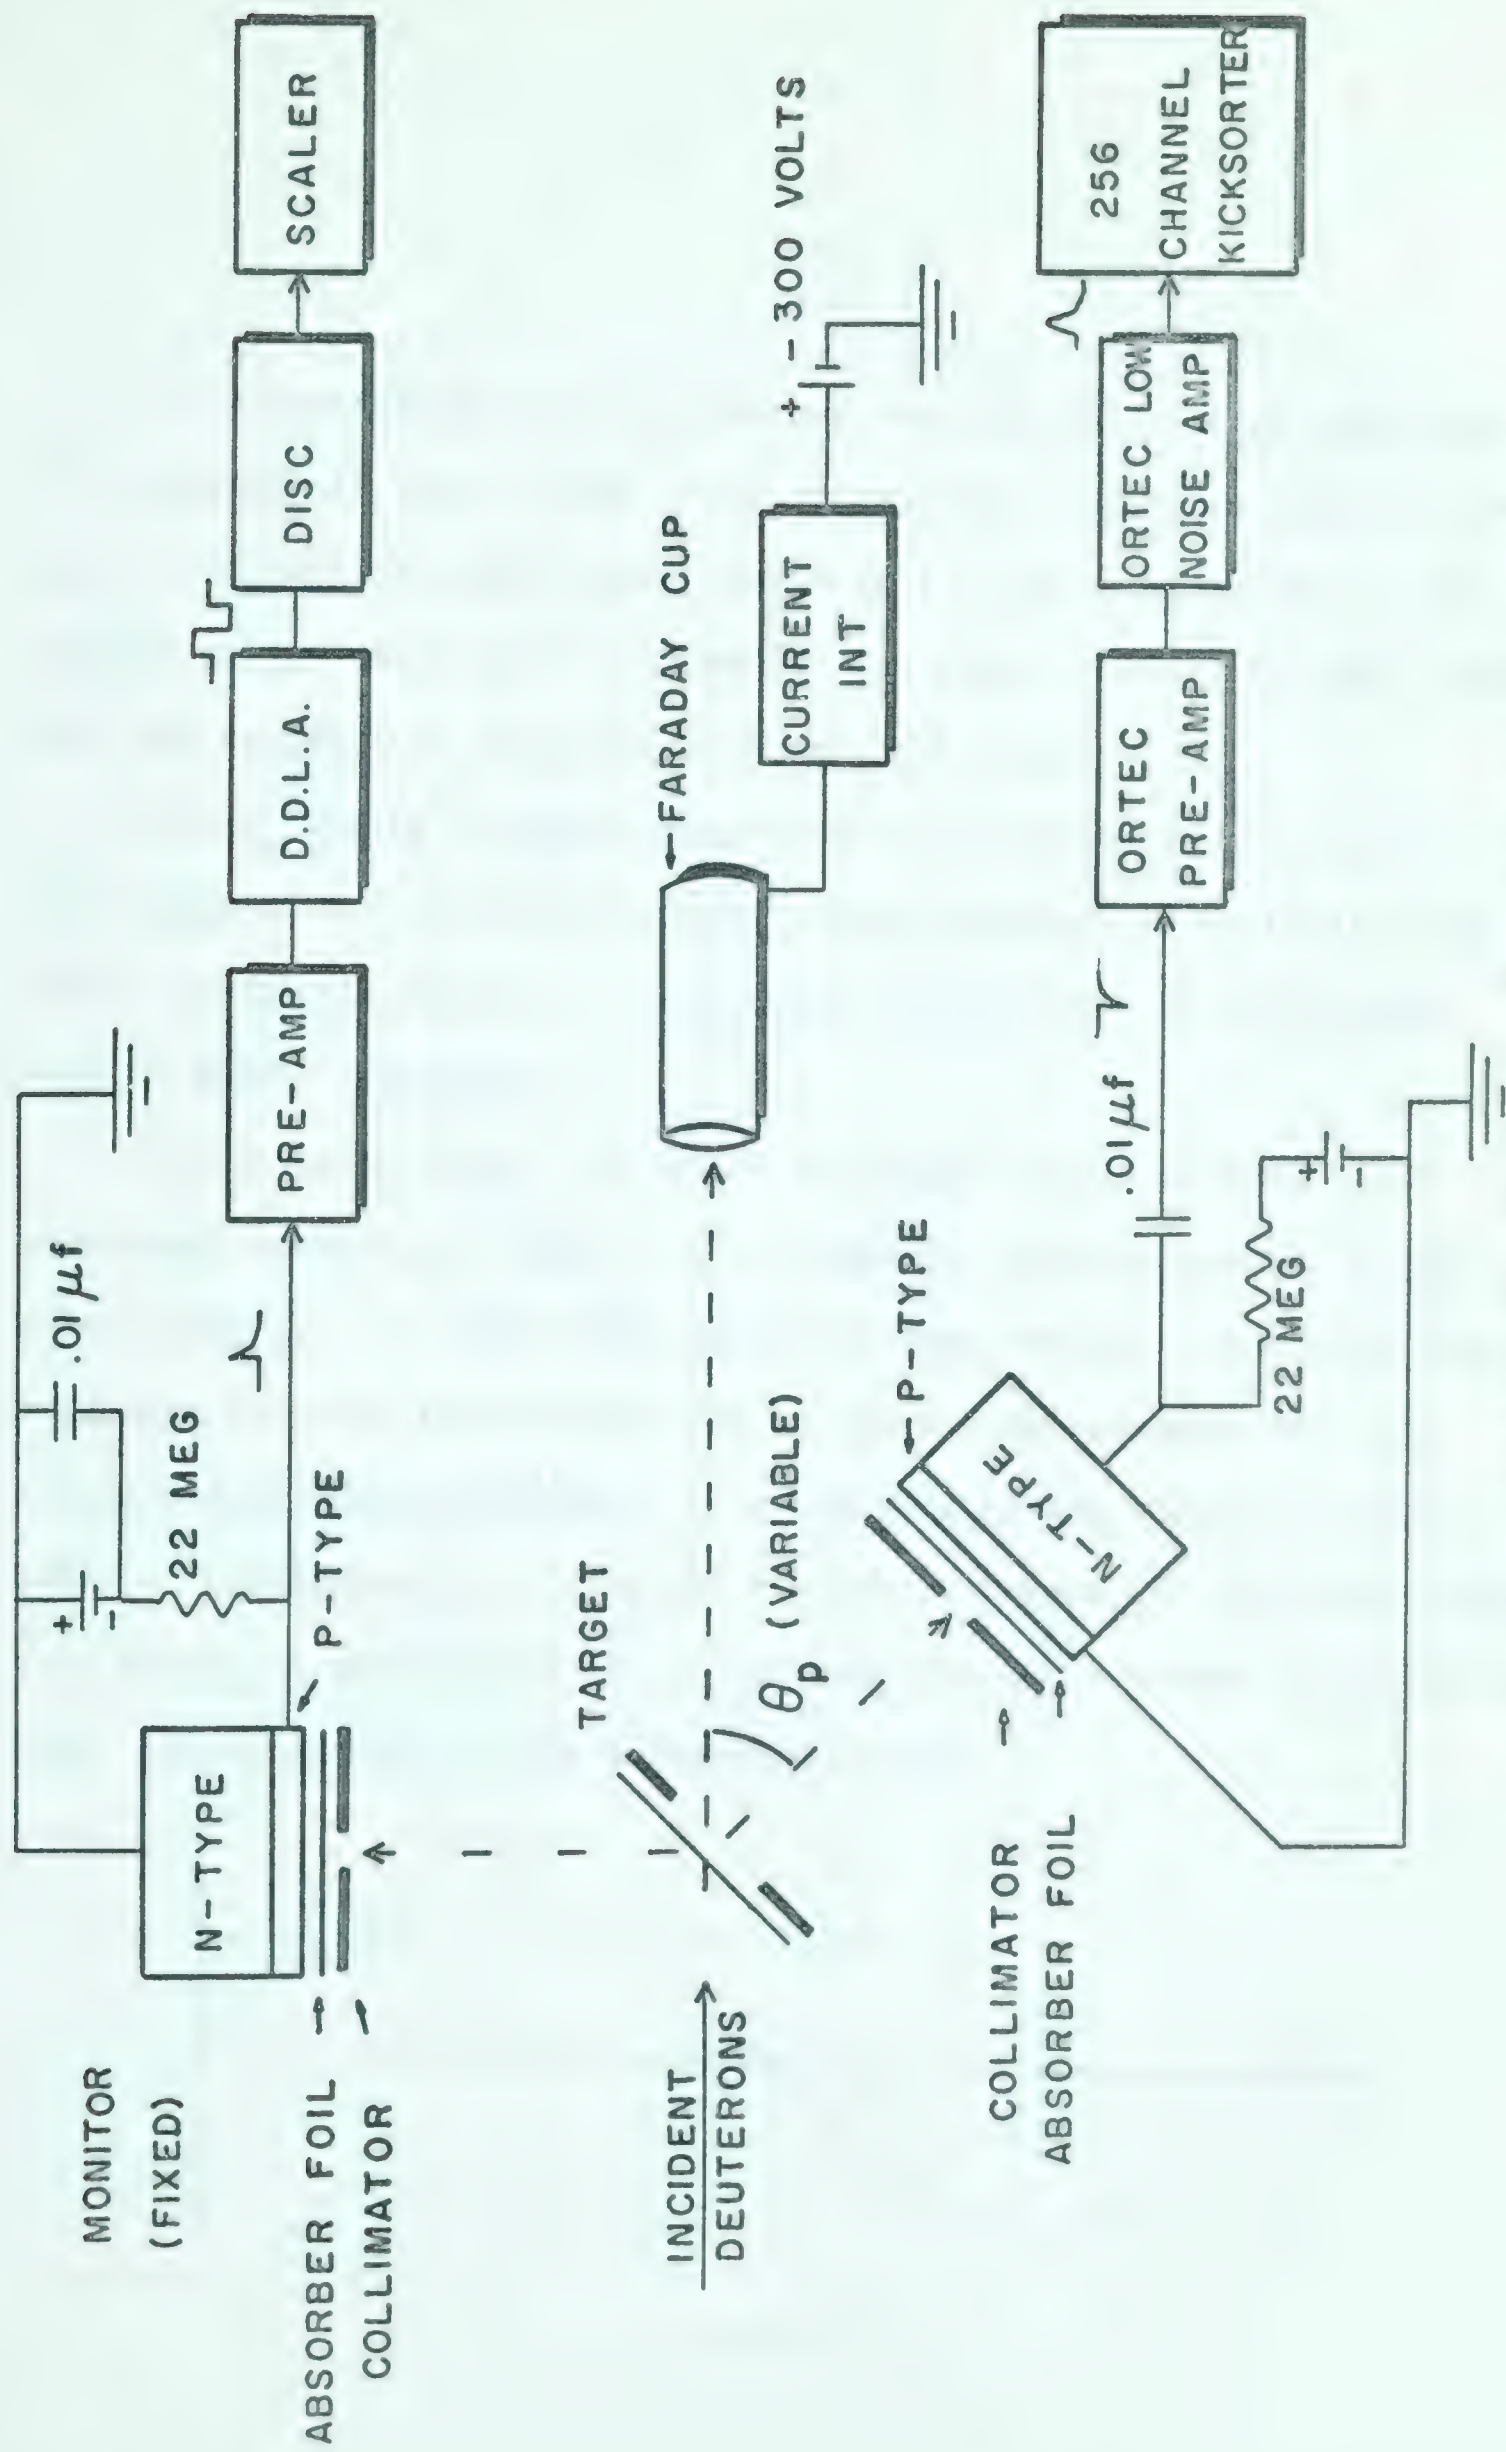 MONITOR
(FIXED)
N-TYPE
ABSORBER FOIL
COLLIMATOR
P-TYPE
+
-
22 MEG
.01 μf
PRE-AMP
D.D.L.A.
DISC
SCALER
INCIDENT
DEUTERONS
TARGET
θp (VARIABLE)
FARADAY CUP
CURRENT
INT
+ - 300 VOLTS
COLLIMATOR
ABSORBER FOIL
N-TYPE
P-TYPE
22 MEG
+
-
.01 μf
ORTEC
PRE-AMP
ORTEC LOW
NOISE AMP
256
CHANNEL
KICKSORTER